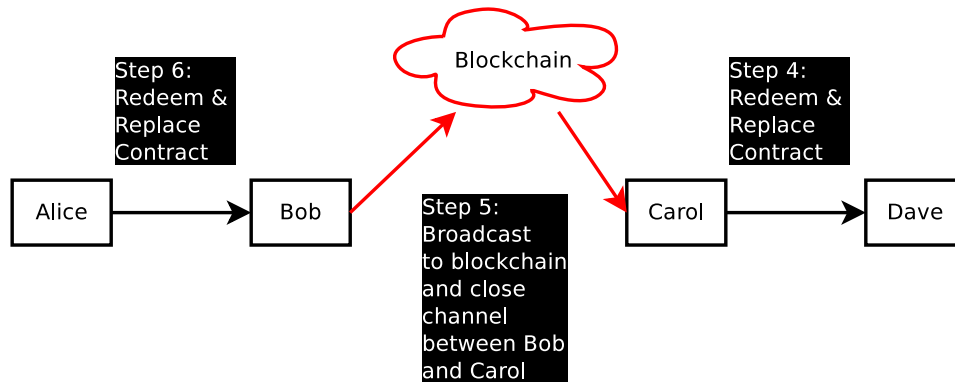 Blockchain
Step 6:
Redeem &
Replace
Contract
Step 4:
Redeem &
Replace
Contract
Alice
Bob
Carol
Dave
Step 5:
Broadcast
to blockchain
and close
channel
between Bob
and Carol